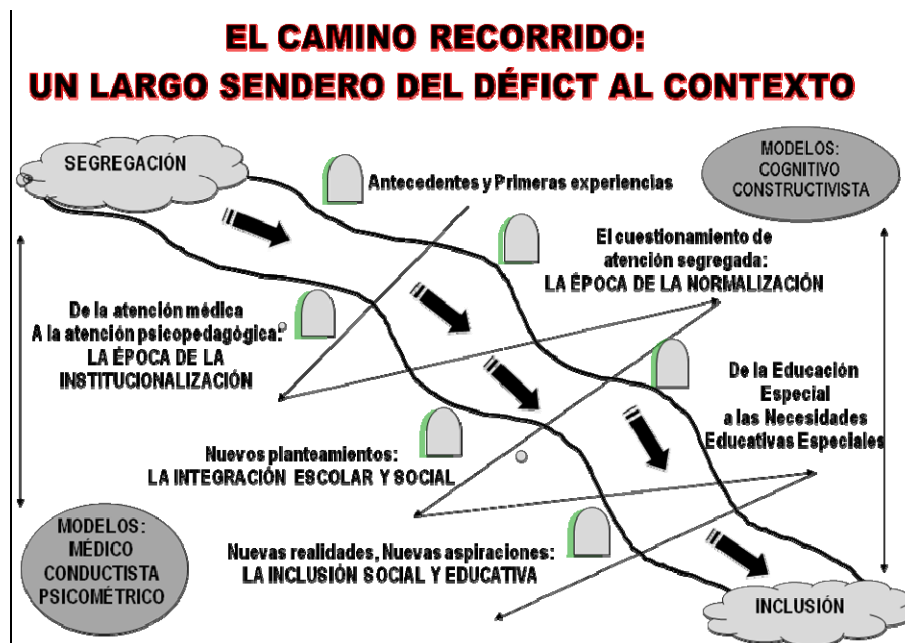 EL CAMINO RECORRIDO:
UN LARGO SENDERO DEL DÉFICT AL CONTEXTO
SEGREGACIÓN
Antecedentes y Primeras experiencias
MODELOS:
COGNITIVO
CONSTRUCTIVISTA
El cuestionamiento de
atención segregada:
LA ÉPOCA DE LA NORMALIZACIÓN
De la atención médica
A la atención psicopedagógica:
LA ÉPOCA DE LA
INSTITUCIONALIZACIÓN
De la Educación
Especial
a las Necesidades
Educativas Especiales
Nuevos planteamientos:
LA INTEGRACIÓN ESCOLAR Y SOCIAL
MODELOS:
MÉDICO
CONDUCTISTA
PSICOMÉTRICO
Nuevas realidades, Nuevas aspiraciones:
LA INCLUSIÓN SOCIAL Y EDUCATIVA
INCLUSIÓN